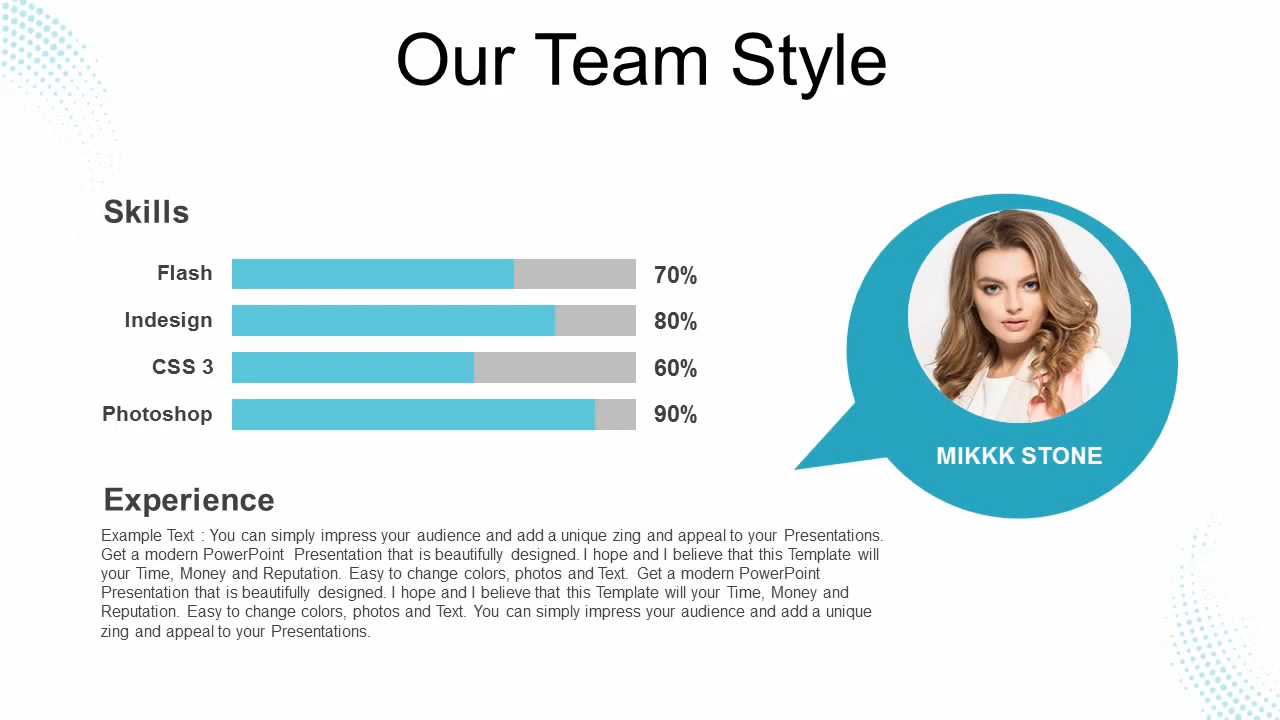 Our Team Style
Skills
Flash 70%
Indesign 80%
CSS 3 60%
Photoshop 90%
MIKKK STONE
Experience
Example Text : You can simply impress your audience and add a unique zing and appeal to your Presentations.
Get a modern PowerPoint Presentation that is beautifully designed. I hope and I believe that this Template will
your Time, Money and Reputation. Easy to change colors, photos and Text. Get a modern PowerPoint
Presentation that is beautifully designed. I hope and I believe that this Template will your Time, Money and
Reputation. Easy to change colors, photos and Text. You can simply impress your audience and add a unique
zing and appeal to your Presentations.